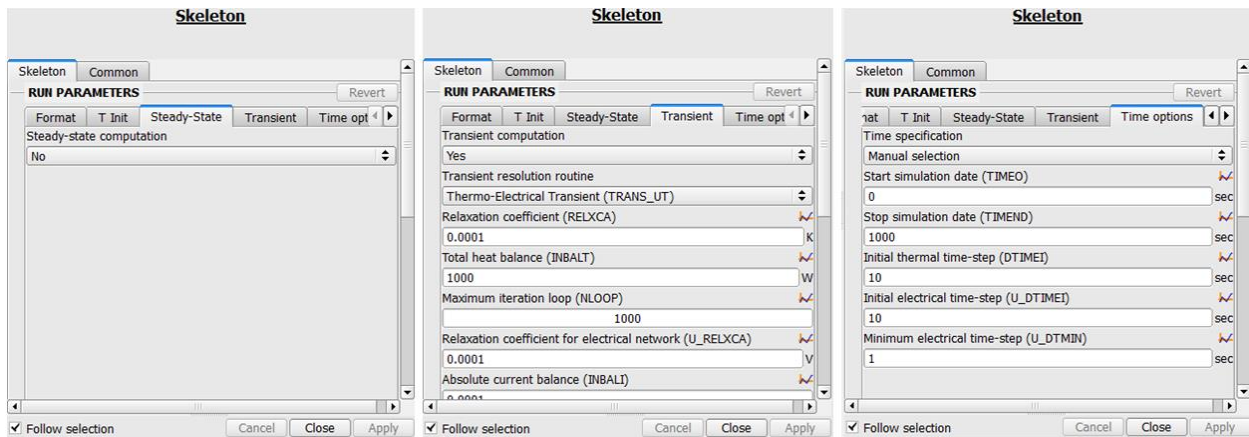 Skeleton
Skeleton Common
RUN PARAMETERS Revert
Format T Init Steady-State Transient Time opt
Steady-state computation
No
Follow selection Cancel Close Apply
Skeleton
Skeleton Common
RUN PARAMETERS Revert
Format T Init Steady-State Transient Time opt
Transient computation
Yes
Transient resolution routine
Thermo-Electrical Transient (TRANS_UT)
Relaxation coefficient (RELXCA)
0.0001 K
Total heat balance (INBALT)
1000 W
Maximum iteration loop (NLOOP)
1000
Relaxation coefficient for electrical network (U_RELXCA)
0.0001 V
Absolute current balance (INBALI)
0.0001
Follow selection Cancel Close Apply
Skeleton
Skeleton Common
RUN PARAMETERS Revert
nat T Init Steady-State Transient Time options
Time specification
Manual selection
Start simulation date (TIMEO)
0 sec
Stop simulation date (TIMEND)
1000 sec
Initial thermal time-step (DTIMEI)
10 sec
Initial electrical time-step (U_DTIMEI)
10 sec
Minimum electrical time-step (U_DTMIN)
1 sec
Follow selection Cancel Close Apply